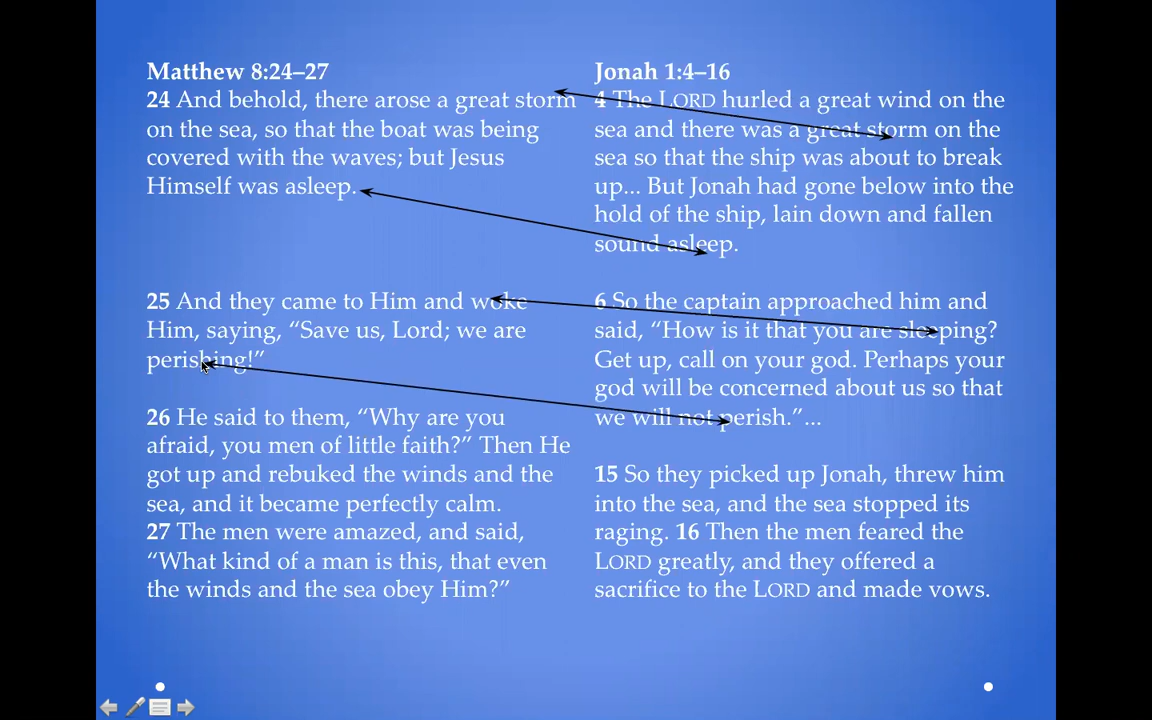 Matthew 8:24–27
24 And behold, there arose a great storm
on the sea, so that the boat was being
covered with the waves; but Jesus
Himself was asleep.
25 And they came to Him and woke
Him, saying, “Save us, Lord; we are
perishing!”
26 He said to them, “Why are you
afraid, you men of little faith?” Then He
got up and rebuked the winds and the
sea, and it became perfectly calm.
27 The men were amazed, and said,
“What kind of a man is this, that even
the winds and the sea obey Him?”
Jonah 1:4–16
4 The LORD hurled a great wind on the
sea and there was a great storm on the
sea so that the ship was about to break
up... But Jonah had gone below into the
hold of the ship, lain down and fallen
sound asleep.
6 So the captain approached him and
said, “How is it that you are sleeping?
Get up, call on your god. Perhaps your
god will be concerned about us so that
we will not perish.”...
15 So they picked up Jonah, threw him
into the sea, and the sea stopped its
raging. 16 Then the men feared the
LORD greatly, and they offered a
sacrifice to the LORD and made vows.